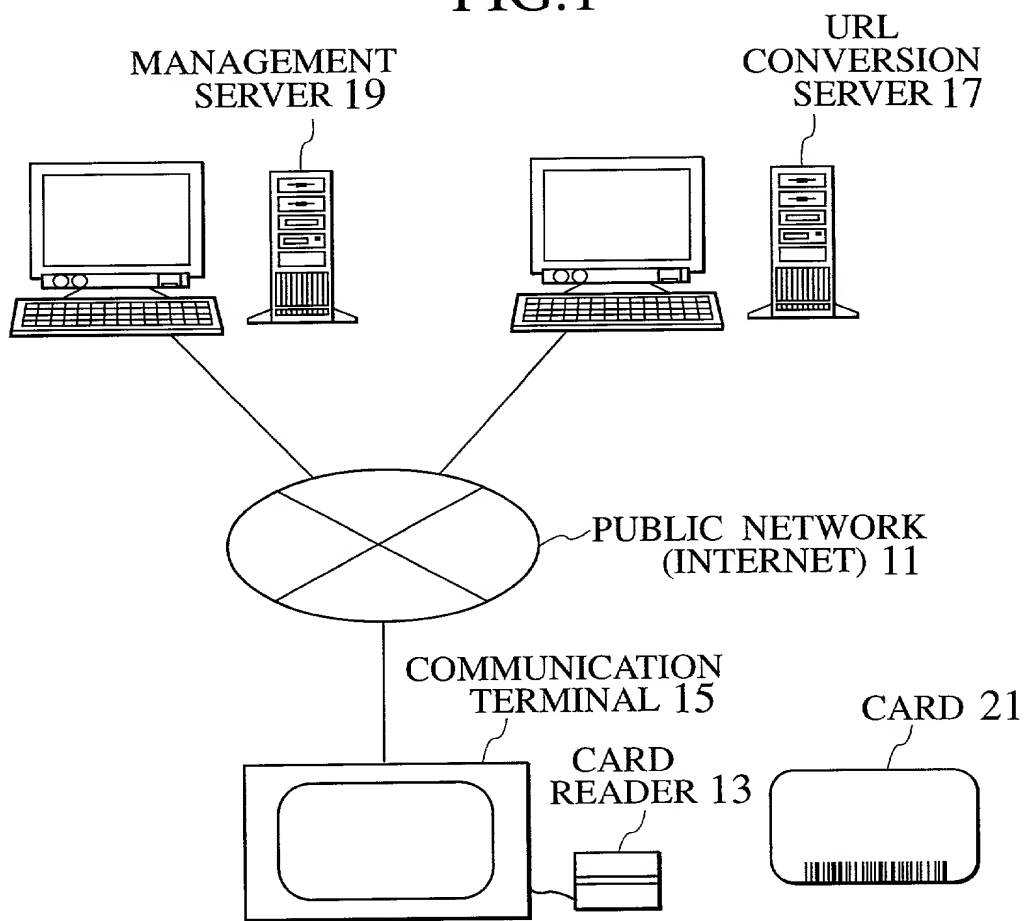 FIG.1
MANAGEMENT
SERVER 19
URL
CONVERSION
SERVER 17
PUBLIC NETWORK
(INTERNET) 11
COMMUNICATION
TERMINAL 15
CARD
READER 13
CARD 21